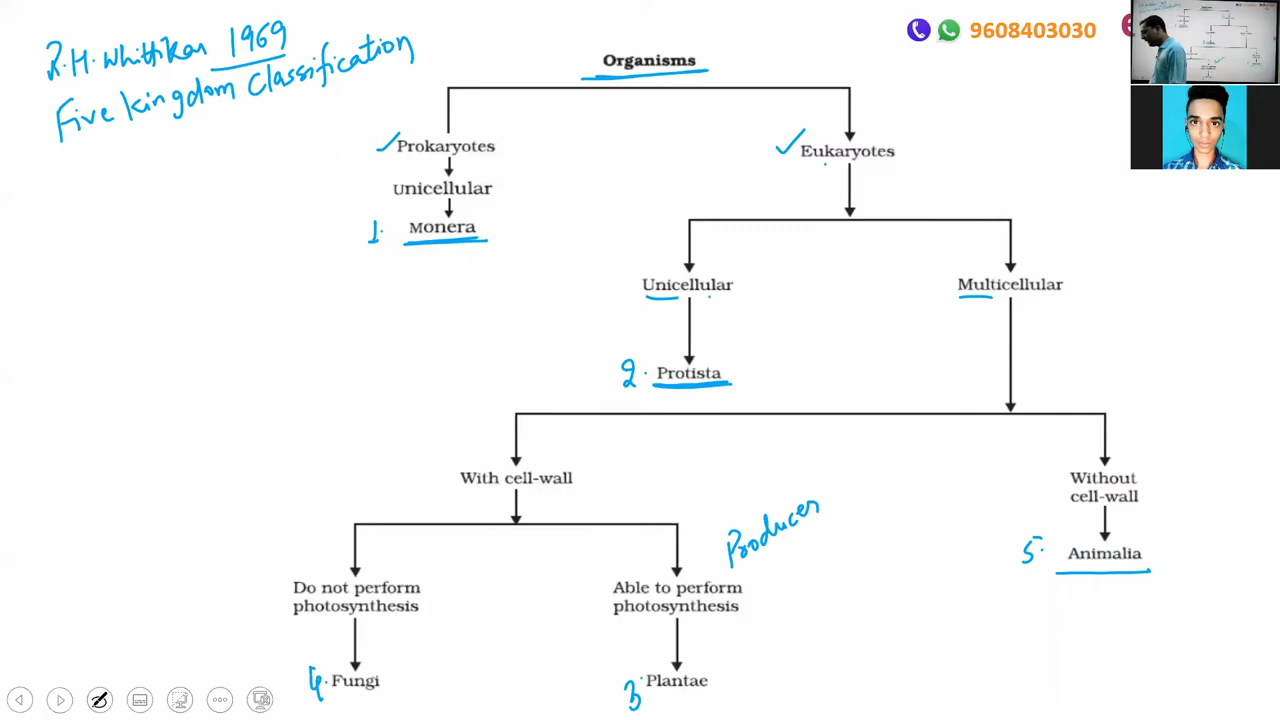 R.H. Whittikar 1969
Five kingdom classification
9608403030
Organisms
Prokaryotes
Eukaryotes
Unicellular
1. Monera
Unicellular
Multicellular
2. Protista
With cell-wall
Without
cell-wall
Producer
5. Animalia
Do not perform
photosynthesis
Able to perform
photosynthesis
4. Fungi
3. Plantae